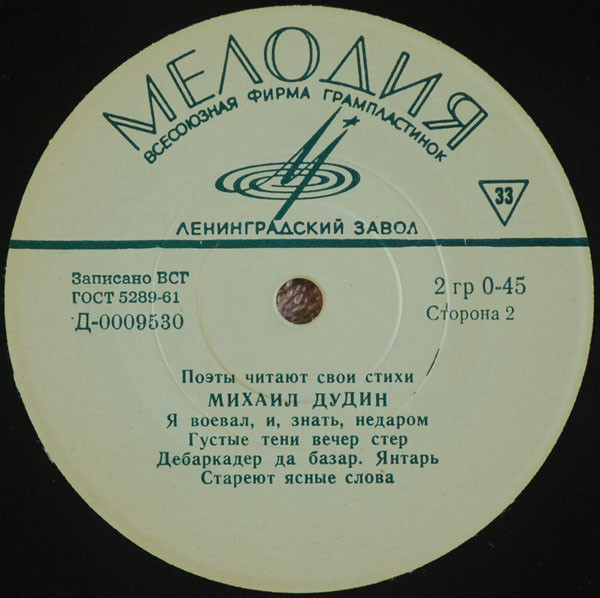 МЕЛОДИЯ
ВСЕСОЮЗНАЯ ФИРМА ГРАМПЛАСТИНОК
33
ЛЕНИНГРАДСКИЙ ЗАВОД
Записано ВСГ
ГОСТ 5289-61
Д-0009530
2 гр 0-45
Сторона 2
Поэты читают свои стихи
МИХАИЛ ДУДИН
Я воевал, и, знать, недаром
Густые тени вечер стер
Дебаркадер да базар. Янтарь
Стареют ясные слова